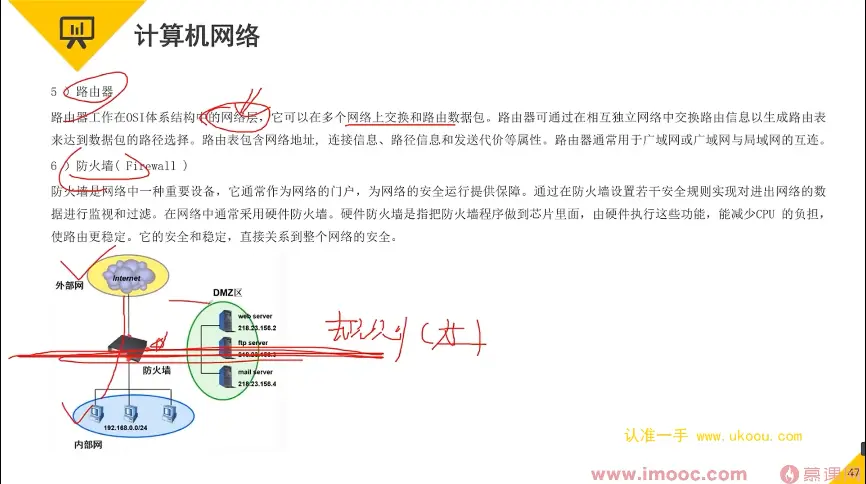 计算机网络
5 ）路由器
路由器工作在OSI体系结构中的网络层，它可以在多个网络上交换和路由数据包。路由器可通过在相互独立网络中交换路由信息以生成路由表
来达到数据包的路径选择。路由表包含网络地址, 连接信息、路径信息和发送代价等属性。路由器通常用于广域网或广域网与局域网的互连。
6 ）防火墙( Firewall )
防火墙是网络中一种重要设备，它通常作为网络的门户，为网络的安全运行提供保障。通过在防火墙设置若干安全规则实现对进出网络的数
据进行监视和过滤。在网络中通常采用硬件防火墙。硬件防火墙是指把防火墙程序做到芯片里面，由硬件执行这些功能，能减少CPU 的负担，
使路由更稳定。它的安全和稳定，直接关系到整个网络的安全。
Internet
外部网
DMZ区
web server
218.23.156.2
ftp server
mail server
218.23.156.4
防火墙
192.168.0.0/24
内部网
认准一手 www.ukoou.com
www.imooc.com
47